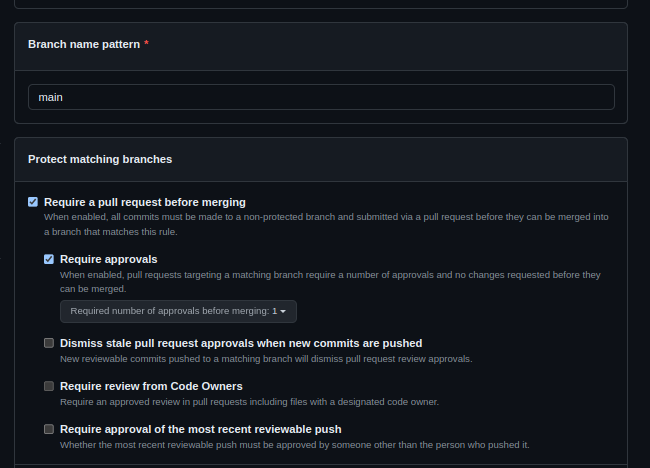 Branch name pattern *
main
Protect matching branches
Require a pull request before merging
When enabled, all commits must be made to a non-protected branch and submitted via a pull request before they can be merged into
a branch that matches this rule.
Require approvals
When enabled, pull requests targeting a matching branch require a number of approvals and no changes requested before they
can be merged.
Required number of approvals before merging: 1
Dismiss stale pull request approvals when new commits are pushed
New reviewable commits pushed to a matching branch will dismiss pull request review approvals.
Require review from Code Owners
Require an approved review in pull requests including files with a designated code owner.
Require approval of the most recent reviewable push
Whether the most recent reviewable push must be approved by someone other than the person who pushed it.